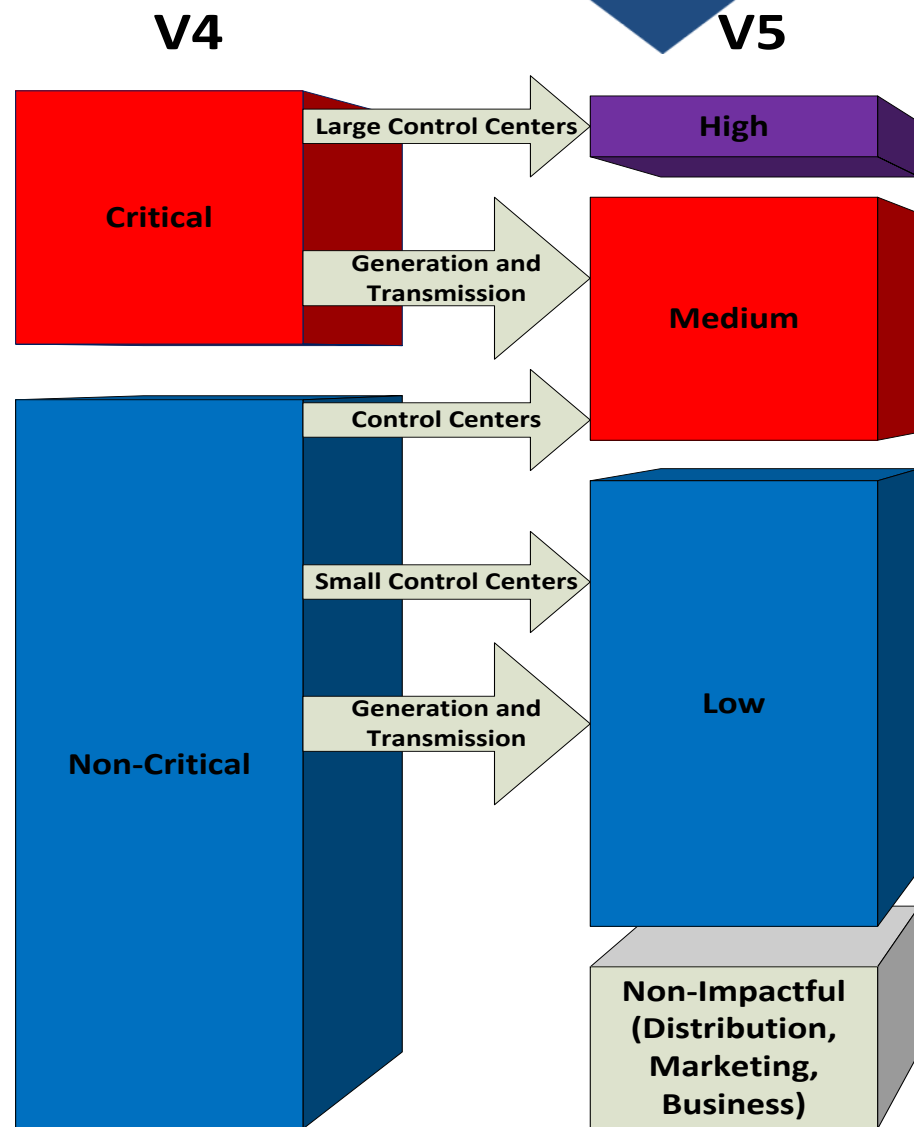 V4
V5
Critical
Large Control Centers
High
Generation and
Transmission
Medium
Control Centers
Non-Critical
Small Control Centers
Generation and
Transmission
Low
Non-Impactful
(Distribution,
Marketing,
Business)